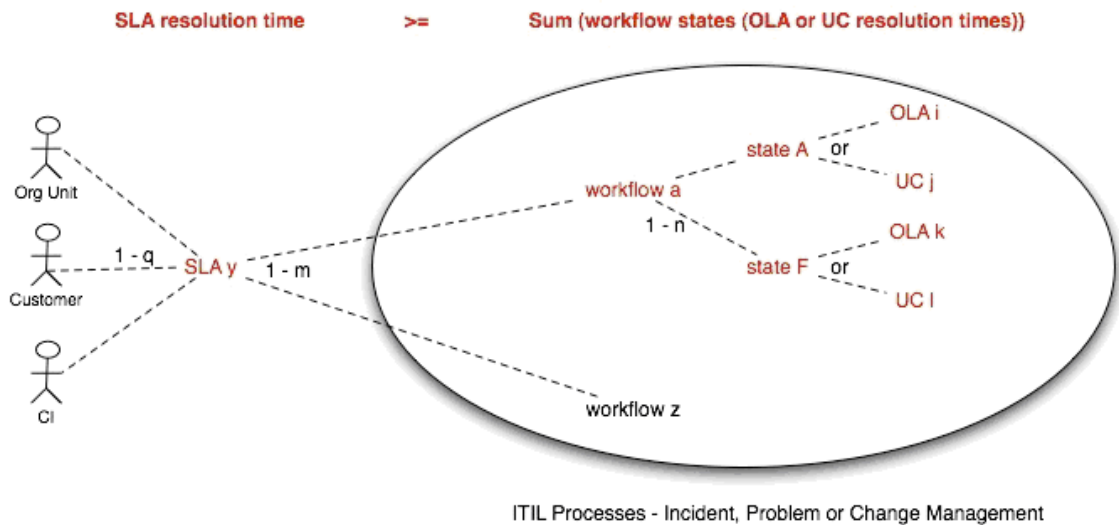 SLA resolution time >= Sum (workflow states (OLA or UC resolution times))
OLA i
state A or
UC j
Org Unit
workflow a
1 - n
OLA k
1 - q
SLA y
1 - m
state F or
Customer
UC l
CI
workflow z
ITIL Processes - Incident, Problem or Change Management